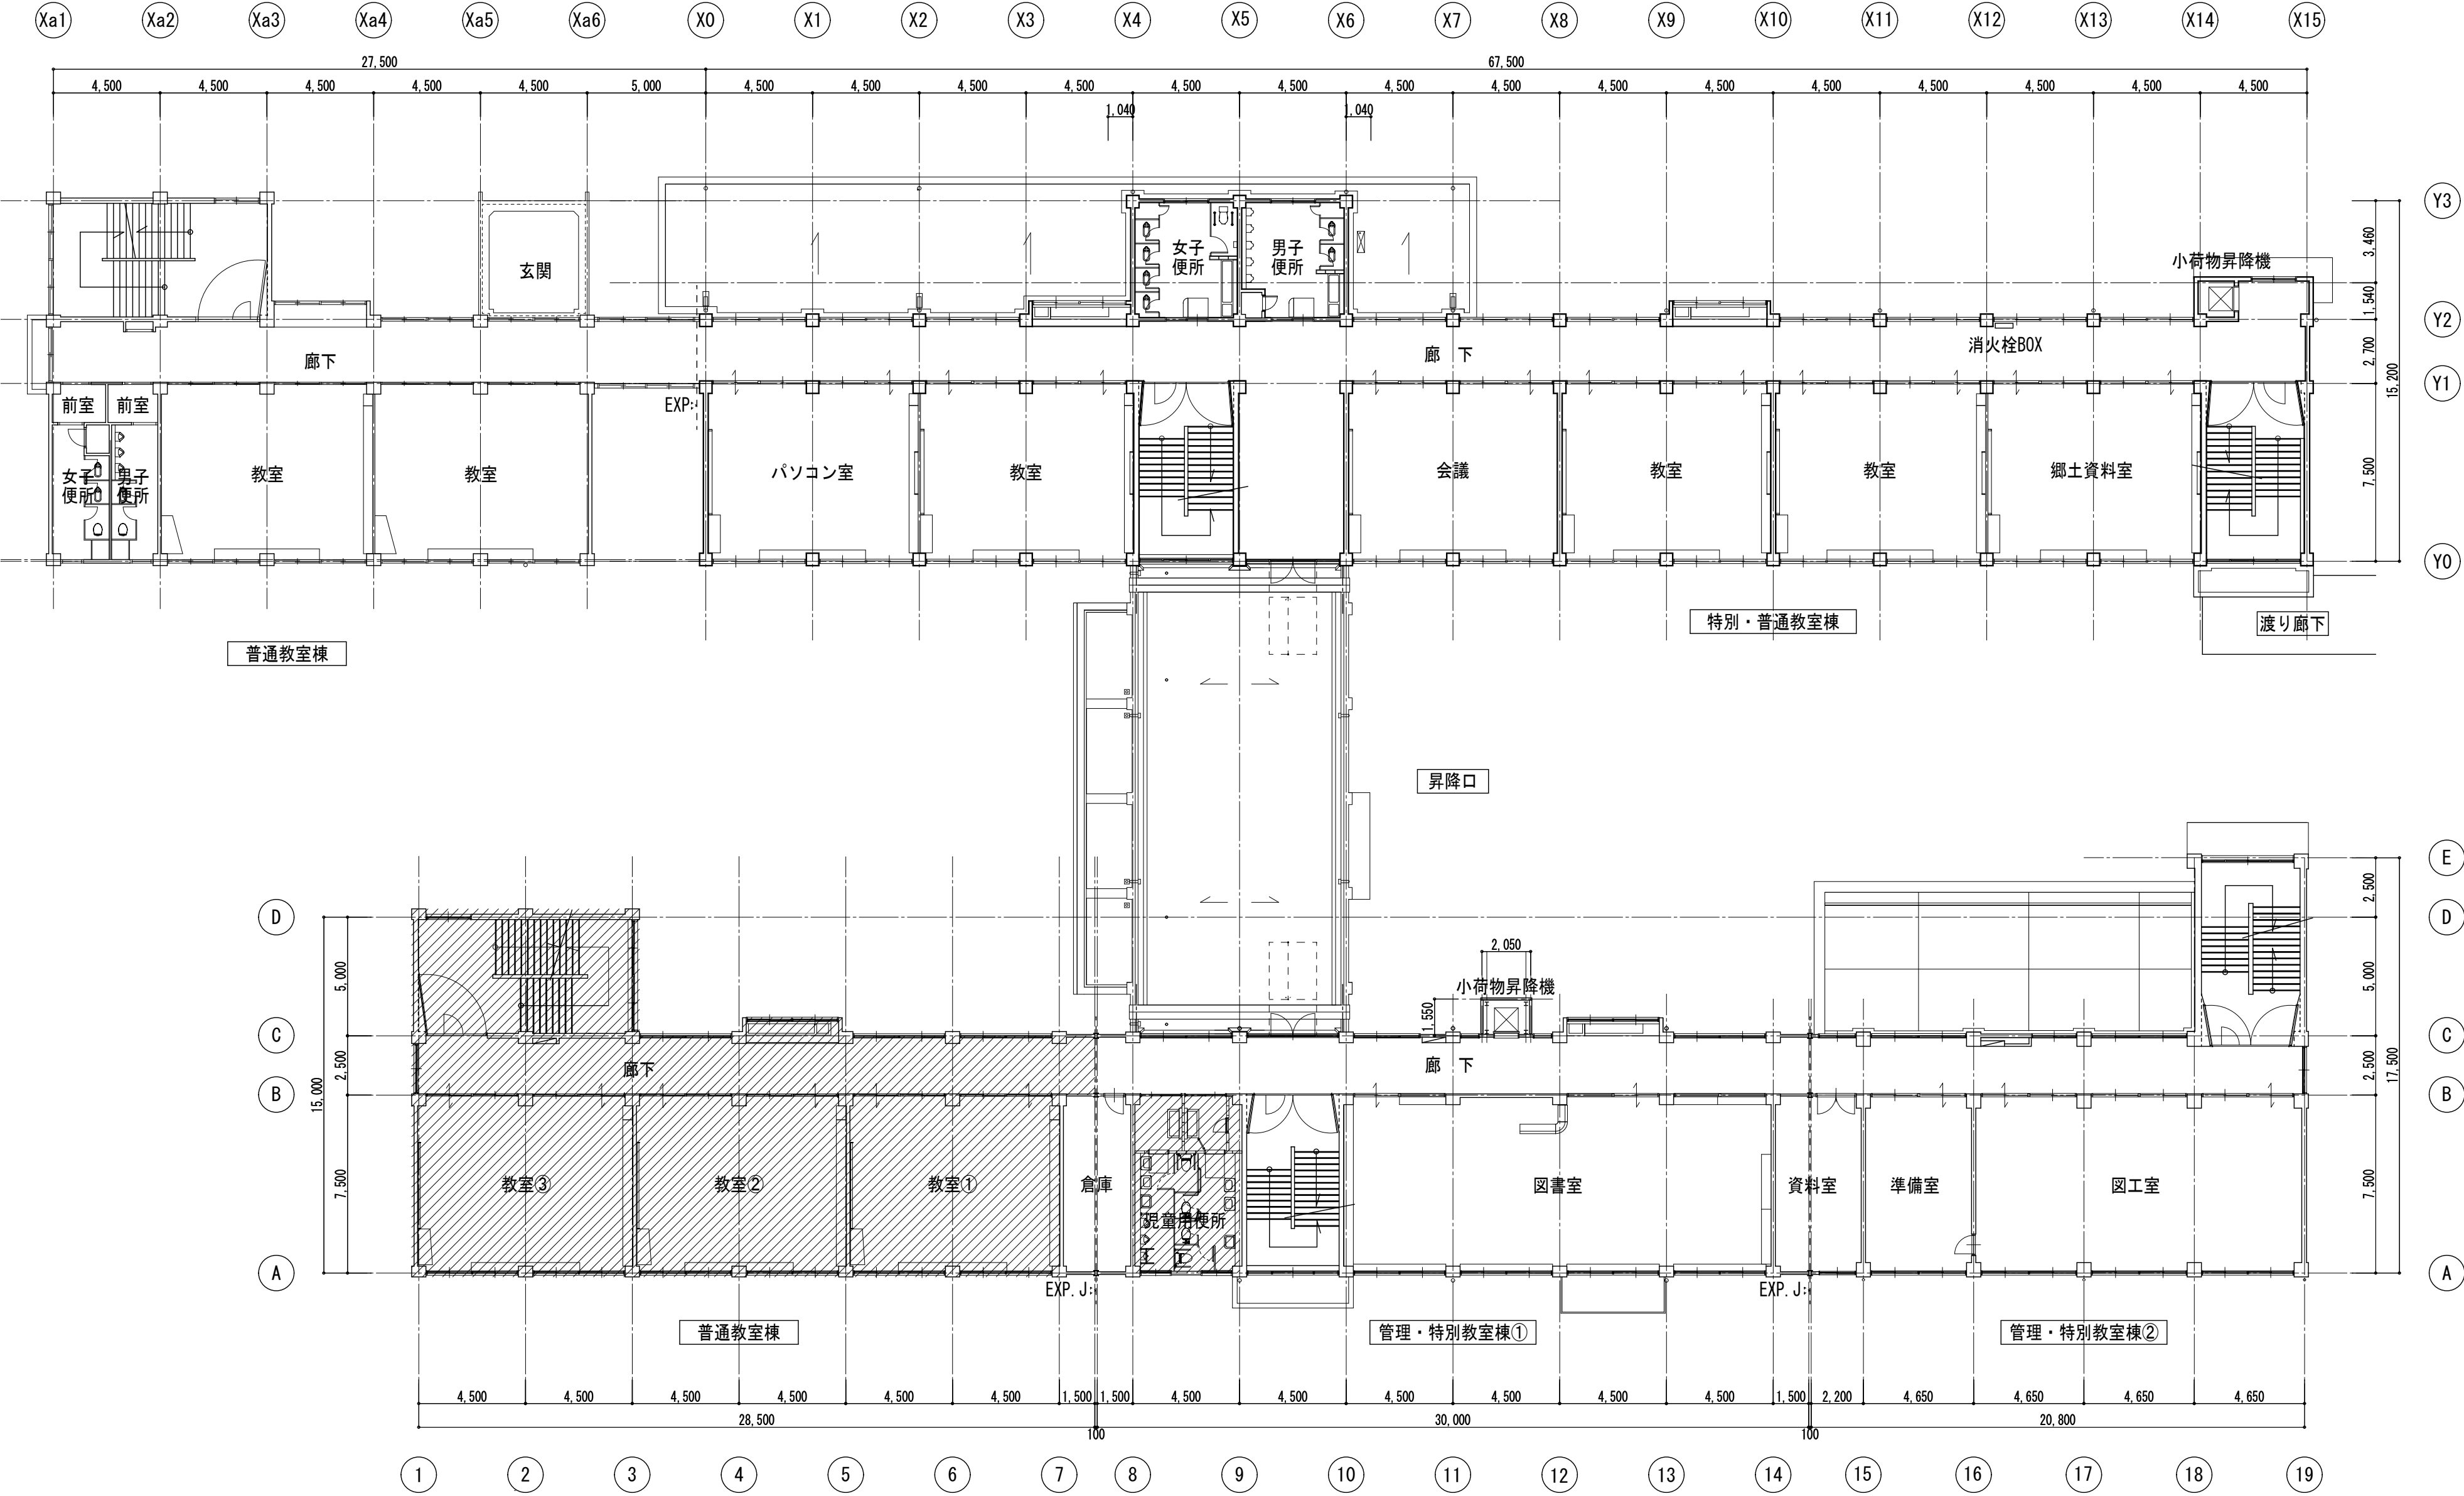 Xa1 Xa2 Xa3 Xa4 Xa5 Xa6 X0 X1 X2 X3 X4 X5 X6 X7 X8 X9 X10 X11 X12 X13 X14 X15
27,500 67,500
4,500 4,500 4,500 4,500 4,500 5,000 4,500 4,500 4,500 4,500 4,500 4,500 4,500 4,500 4,500 4,500 4,500 4,500 4,500 4,500 4,500
1,040 1,040
Y3
3,460
女子
便所
男子
便所
玄関
小荷物昇降機
1,540
Y2
廊下
廊 下
消火栓BOX
2,700
15,200
Y1
前室 前室
EXP.
女子
便所
男子
便所
教室 教室 パソコン室 教室 会議 教室 教室 郷土資料室
7,500
Y0
特別・普通教室棟
渡り廊下
普通教室棟
昇降口
E
2,500
D D
2,050
5,000 5,000
小荷物昇降機
1,550
C C
2,500 廊下 廊 下 2,500
15,000 17,500
B B
7,500 教室③ 教室② 教室① 倉庫 図書室 資料室 準備室 図工室 7,500
児童用便所
A A
EXP. J EXP. J
普通教室棟 管理・特別教室棟① 管理・特別教室棟②
4,500 4,500 4,500 4,500 4,500 4,500 1,500 1,500 4,500 4,500 4,500 4,500 4,500 4,500 1,500 2,200 4,650 4,650 4,650 4,650
28,500 30,000 20,800
100 100
1 2 3 4 5 6 7 8 9 10 11 12 13 14 15 16 17 18 19